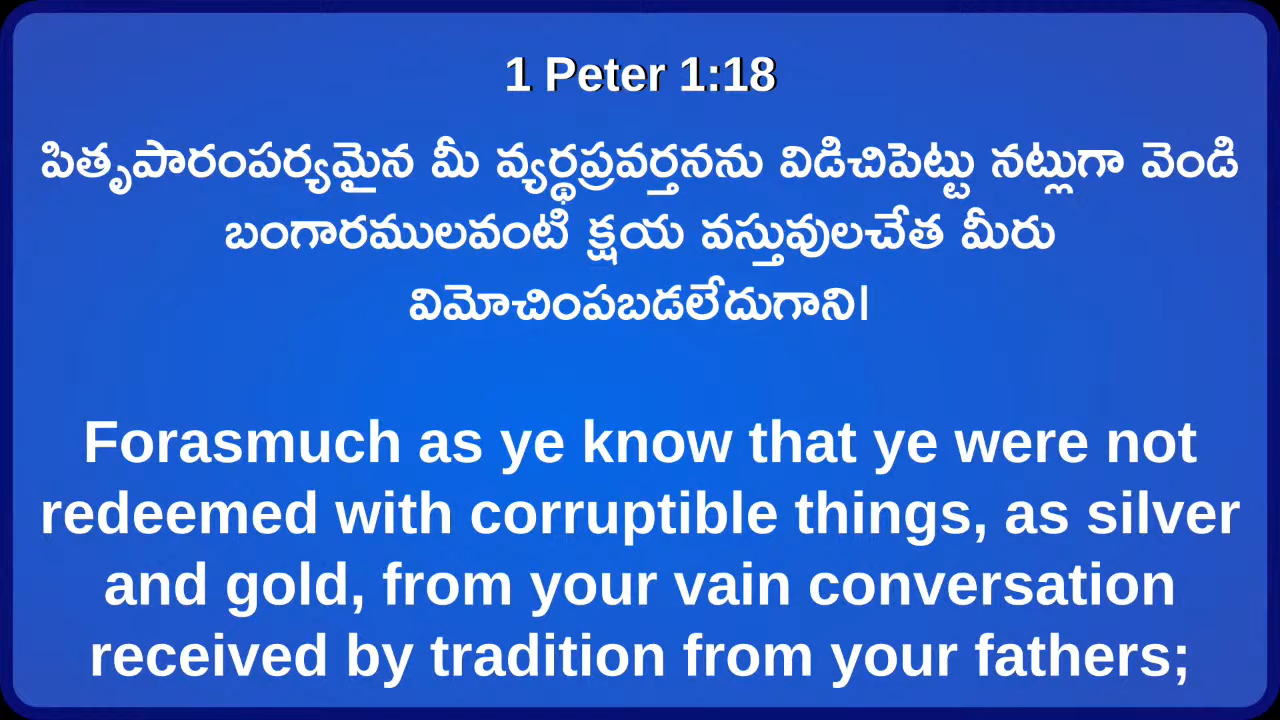 1 Peter 1:18
పితృపారంపర్యమైన మీ వ్యర్థప్రవర్తనను విడిచిపెట్టు నట్లుగా వెండి
బంగారములవంటి క్షయ వస్తువులచేత మీరు
విమోచింపబడలేదుగాని।
Forasmuch as ye know that ye were not
redeemed with corruptible things, as silver
and gold, from your vain conversation
received by tradition from your fathers;